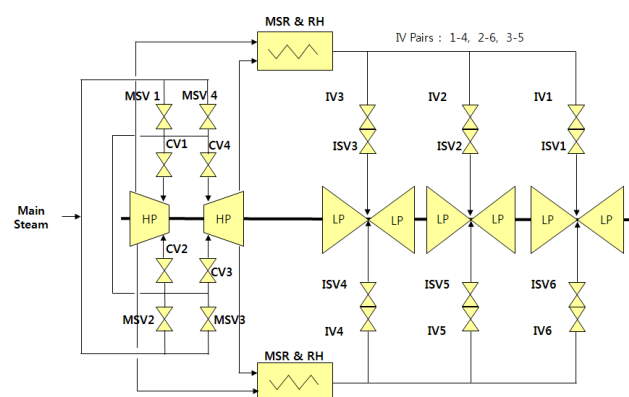 MSR & RH
IV Pairs : 1-4, 2-6, 3-5
MSV 1
MSV 4
IV3
IV2
IV1
CV1
CV4
ISV3
ISV2
ISV1
Main
Steam
HP
HP
LP
LP
LP
LP
LP
LP
CV2
CV3
ISV4
ISV5
ISV6
MSV2
MSV3
IV4
IV5
IV6
MSR & RH